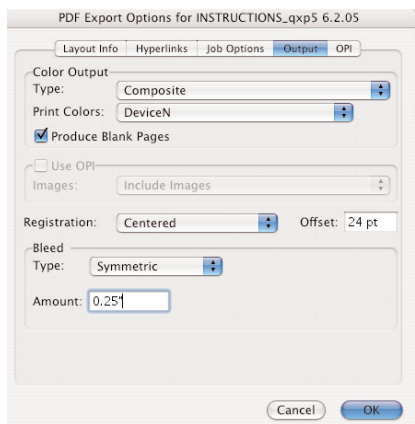 PDF Export Options for INSTRUCTIONS_qxp5 6.2.05
Layout Info Hyperlinks Job Options Output OPI
Color Output
Type: Composite
Print Colors: DeviceN
Produce Blank Pages
Use OPI
Images: Include Images
Registration: Centered Offset: 24 pt
Bleed
Type: Symmetric
Amount: 0.25"
Cancel OK